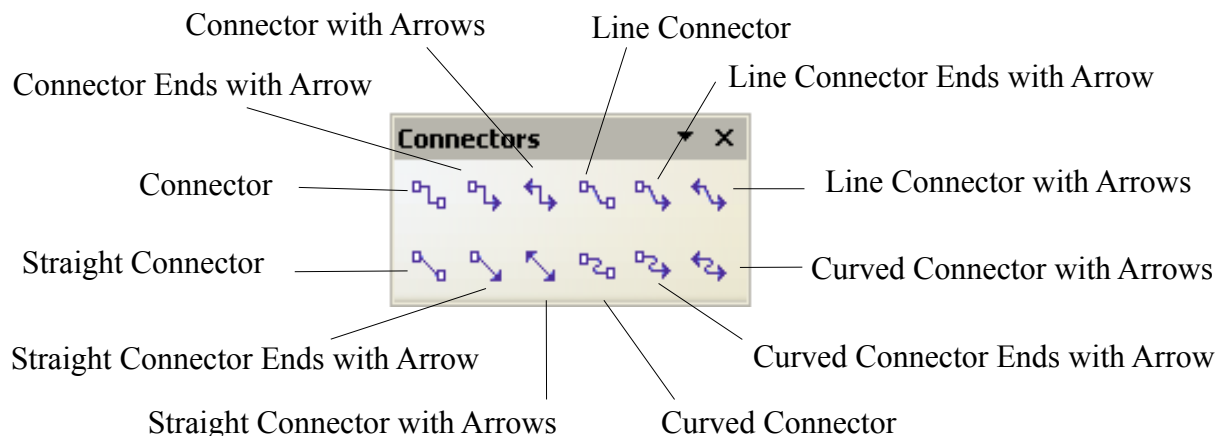 Connector with Arrows
Line Connector
Connector Ends with Arrow
Line Connector Ends with Arrow
Connectors
Connector
Line Connector with Arrows
Straight Connector
Curved Connector with Arrows
Straight Connector Ends with Arrow
Curved Connector Ends with Arrow
Straight Connector with Arrows
Curved Connector